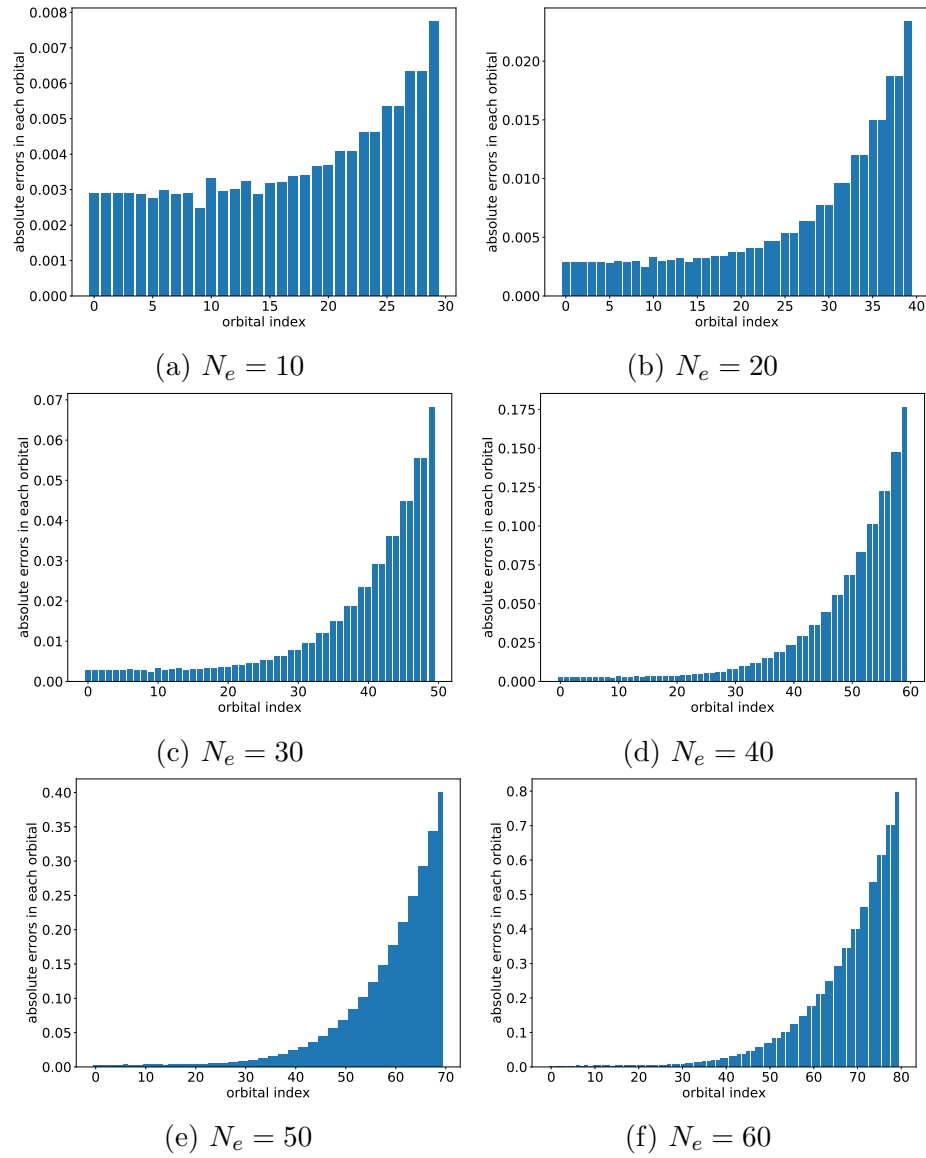 absolute errors in each orbital
0.008
0.007
0.006
0.005
0.004
0.003
0.002
0.001
0.000
0 5 10 15 20 25 30
orbital index
(a) N_e = 10
absolute errors in each orbital
0.020
0.015
0.010
0.005
0.000
0 5 10 15 20 25 30 35 40
orbital index
(b) N_e = 20
absolute errors in each orbital
0.07
0.06
0.05
0.04
0.03
0.02
0.01
0.00
0 10 20 30 40 50
orbital index
(c) N_e = 30
absolute errors in each orbital
0.175
0.150
0.125
0.100
0.075
0.050
0.025
0.000
0 10 20 30 40 50 60
orbital index
(d) N_e = 40
absolute errors in each orbital
0.40
0.35
0.30
0.25
0.20
0.15
0.10
0.05
0.00
0 10 20 30 40 50 60 70
orbital index
(e) N_e = 50
absolute errors in each orbital
0.8
0.7
0.6
0.5
0.4
0.3
0.2
0.1
0.0
0 10 20 30 40 50 60 70 80
orbital index
(f) N_e = 60